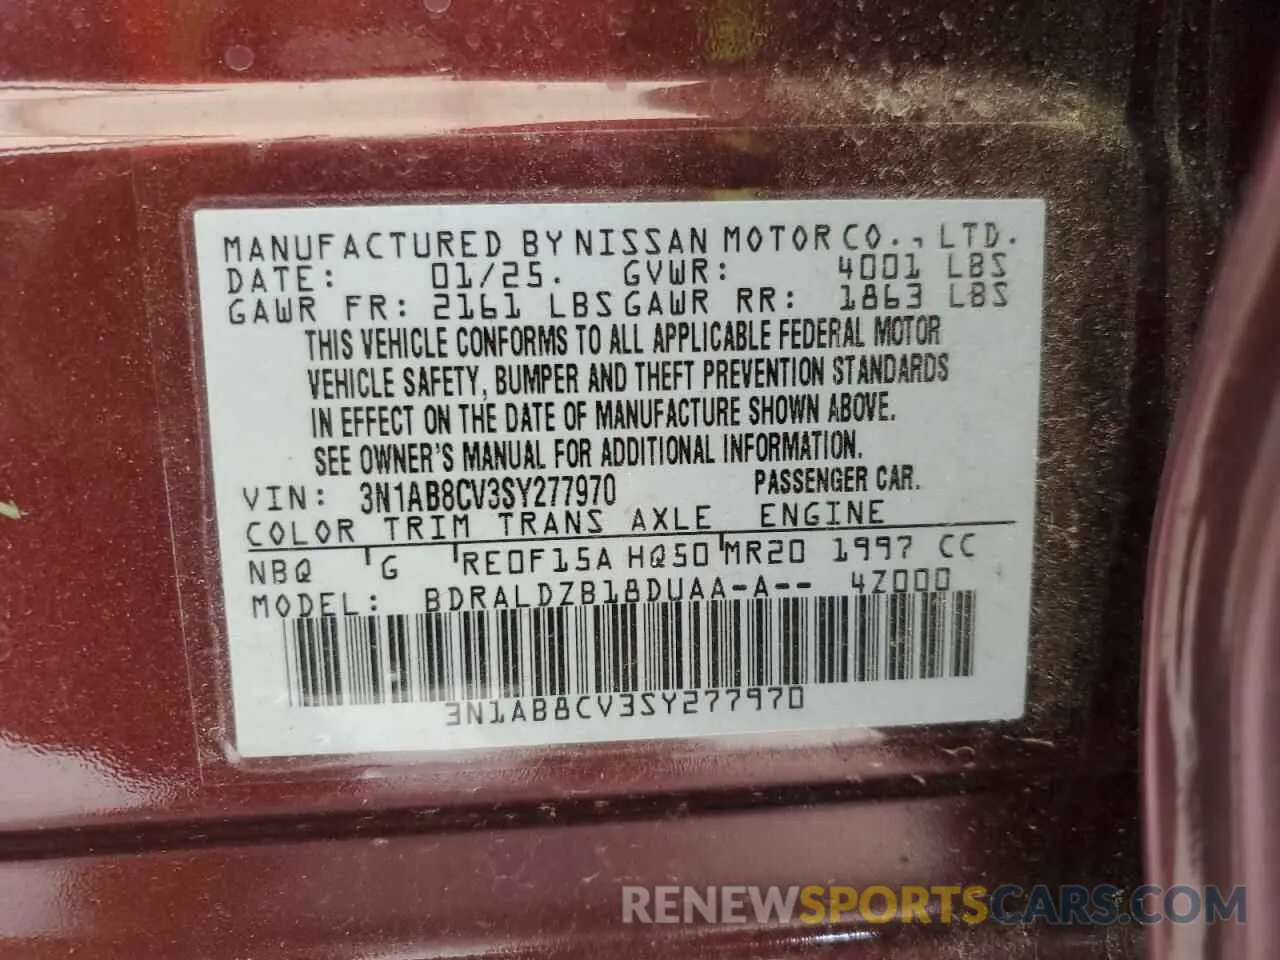 MANUFACTURED BY NISSAN MOTOR CO., LTD.
DATE: 01/25. GVWR: 4001 LBS
GAWR FR: 2161 LBS GAWR RR: 1863 LBS
THIS VEHICLE CONFORMS TO ALL APPLICABLE FEDERAL MOTOR
VEHICLE SAFETY, BUMPER AND THEFT PREVENTION STANDARDS
IN EFFECT ON THE DATE OF MANUFACTURE SHOWN ABOVE.
SEE OWNER'S MANUAL FOR ADDITIONAL INFORMATION.
VIN: 3N1AB8CV3SY277970 PASSENGER CAR.
COLOR TRIM TRANS AXLE ENGINE
NBQ G RE0F15A HQ50 MR20 1997 CC
MODEL: BDRALDZB18DUAA-A-- 4Z000
3N1AB8CV3SY277970
RENEWSPORTSCARS.COM